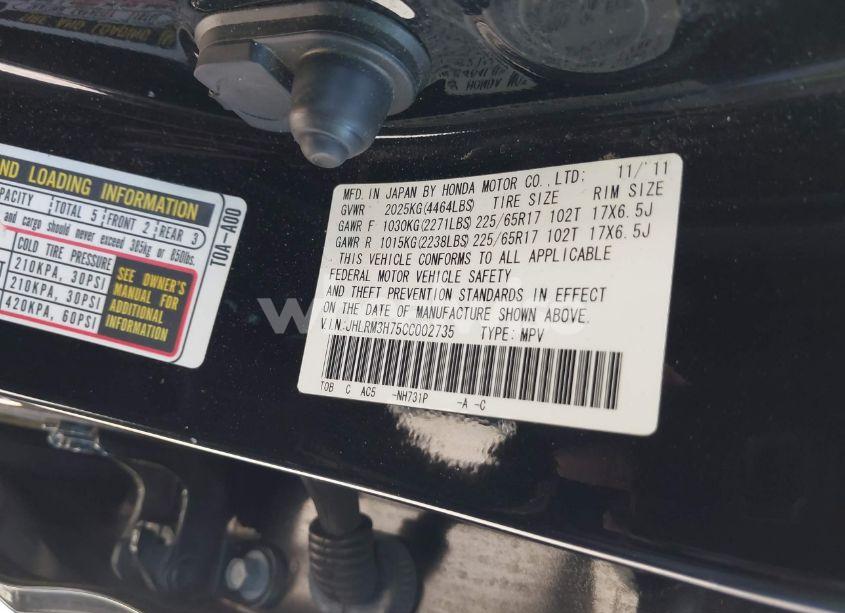 ND LOADING INFORMATION
PACITY TOTAL 5 FRONT 2 REAR 3
and cargo should never exceed 385kg or 850lbs.
COLD TIRE PRESSURE
210KPA, 30PSI
210KPA, 30PSI
420KPA, 60PSI
SEE OWNER'S
MANUAL FOR
ADDITIONAL
INFORMATION
T0A-A00
MFD. IN JAPAN BY HONDA MOTOR CO., LTD: 11/'11
GVWR 2025KG(4464LBS) TIRE SIZE RIM SIZE
GAWR F 1030KG(2271LBS) 225/65R17 102T 17X6.5J
GAWR R 1015KG(2238LBS) 225/65R17 102T 17X6.5J
THIS VEHICLE CONFORMS TO ALL APPLICABLE
FEDERAL MOTOR VEHICLE SAFETY
AND THEFT PREVENTION STANDARDS IN EFFECT
ON THE DATE OF MANUFACTURE SHOWN ABOVE.
VIN:JHLRM3H75CC002735 TYPE:MPV
T0B C AC5 -NH731P -A -C